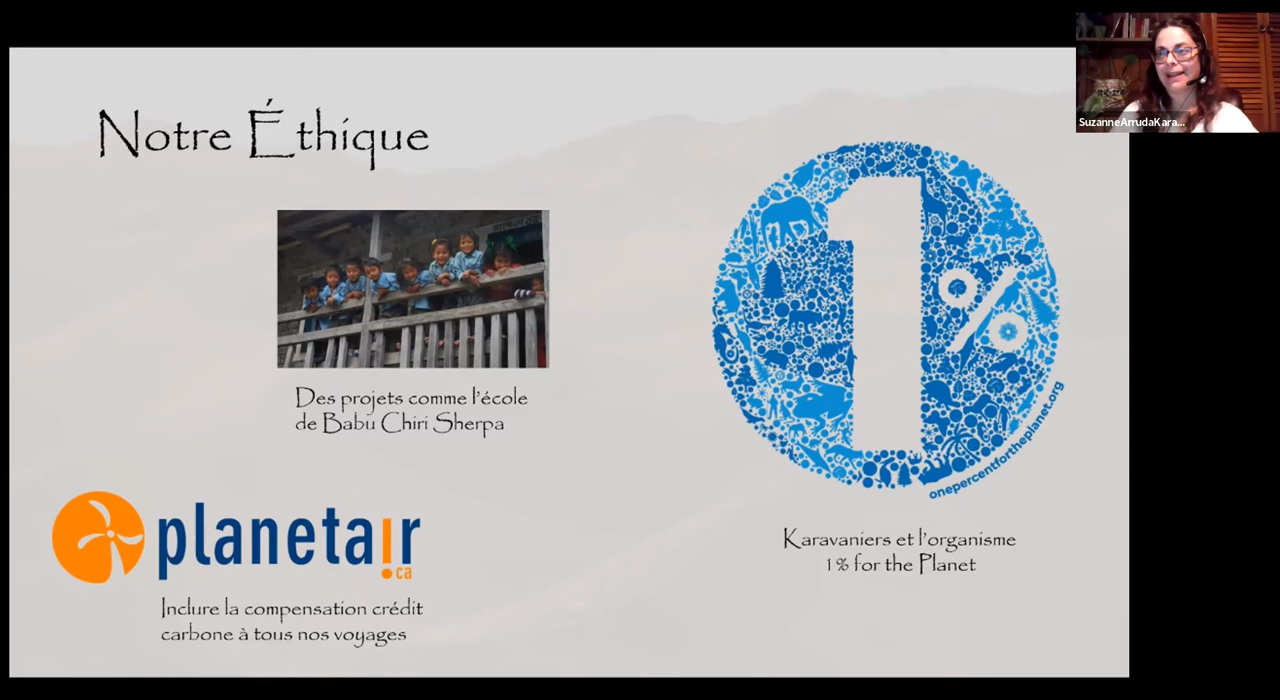 Notre Éthique
SuzanneArrudaKara...
Des projets comme l'école
de Babu Chiri Sherpa
1%
onepercentfortheplanet.org
planetair
.ca
Karavaniers et l'organisme
1% for the Planet
Inclure la compensation crédit
carbone à tous nos voyages